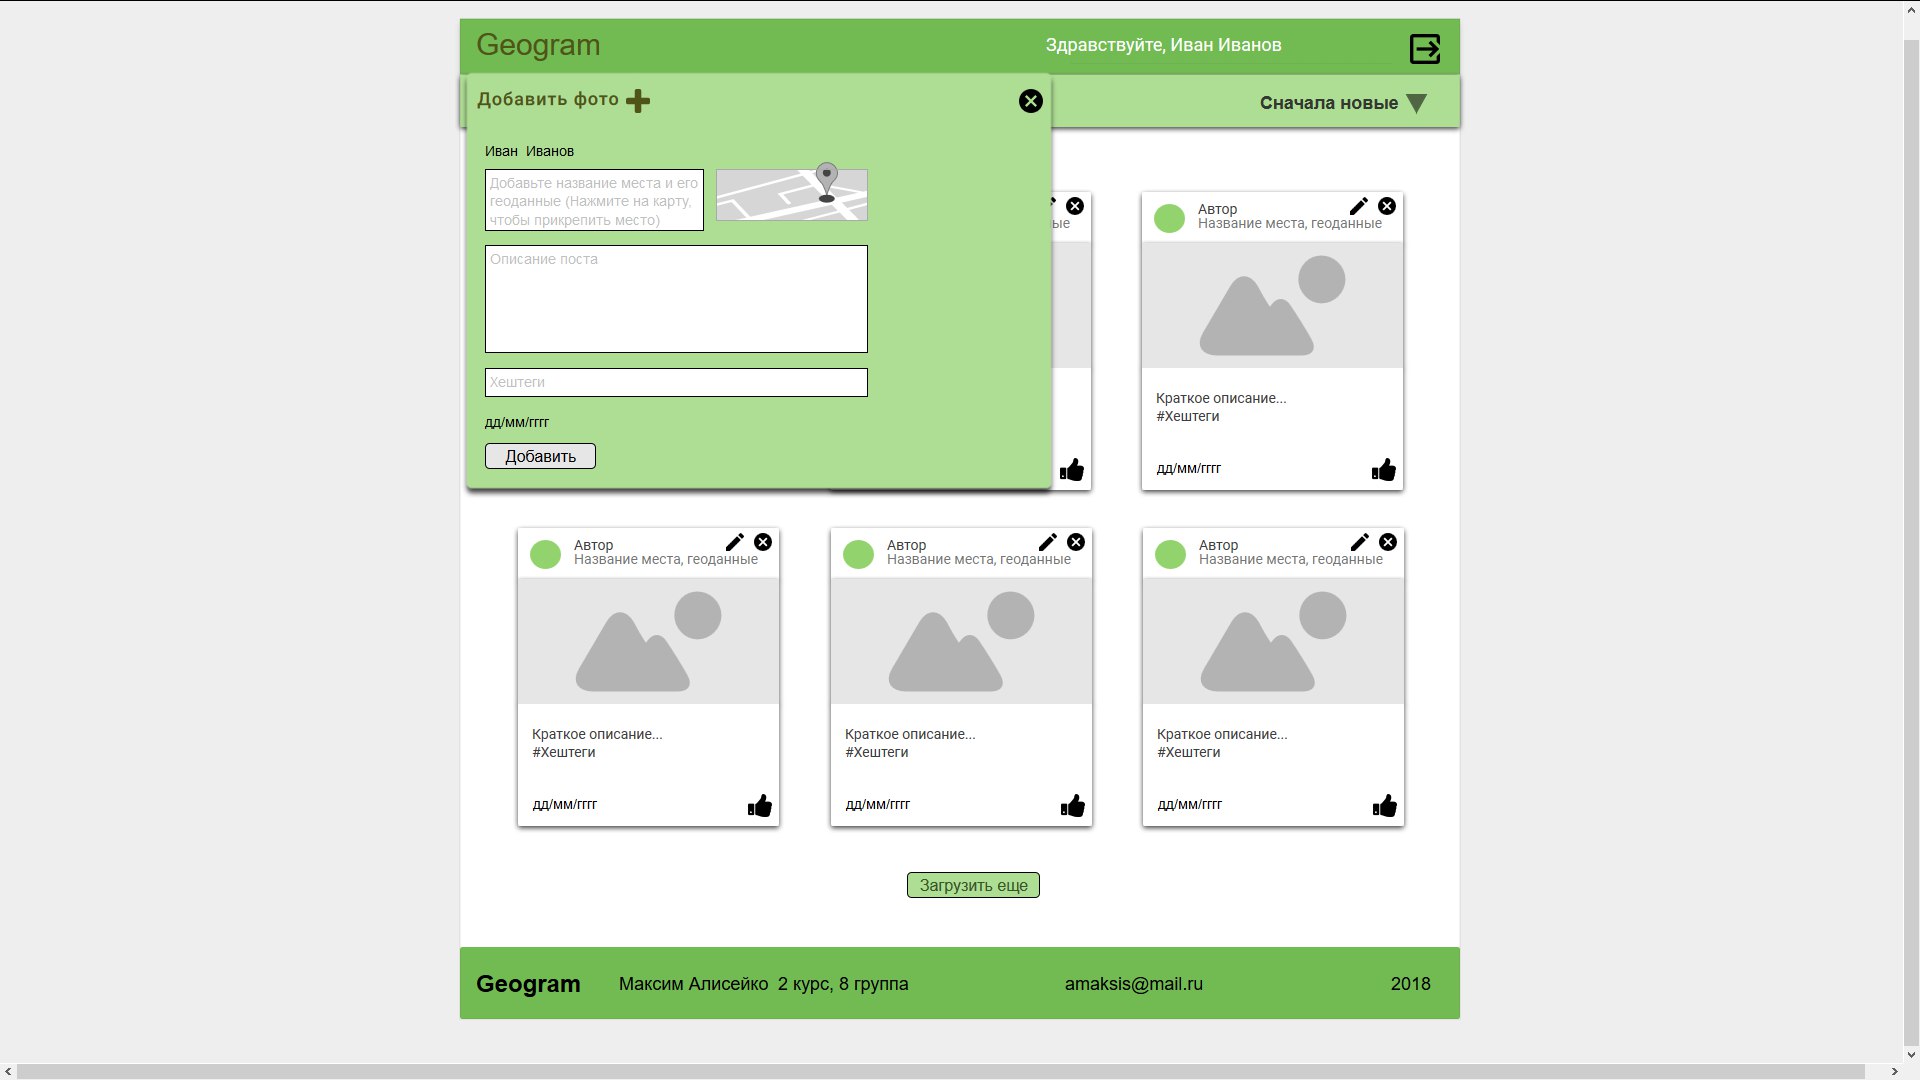 Geogram
Здравствуйте, Иван Иванов
Добавить фото
Сначала новые
Иван Иванов
Добавьте название места и его
геоданные (Нажмите на карту,
чтобы прикрепить место)
Описание поста
Хештеги
дд/мм/гггг
Добавить
ые
Автор
Название места, геоданные
Краткое описание...
#Хештеги
дд/мм/гггг
Автор
Название места, геоданные
Краткое описание...
#Хештеги
дд/мм/гггг
Автор
Название места, геоданные
Краткое описание...
#Хештеги
дд/мм/гггг
Автор
Название места, геоданные
Краткое описание...
#Хештеги
дд/мм/гггг
Загрузить еще
Geogram
Максим Алисейко 2 курс, 8 группа
amaksis@mail.ru
2018